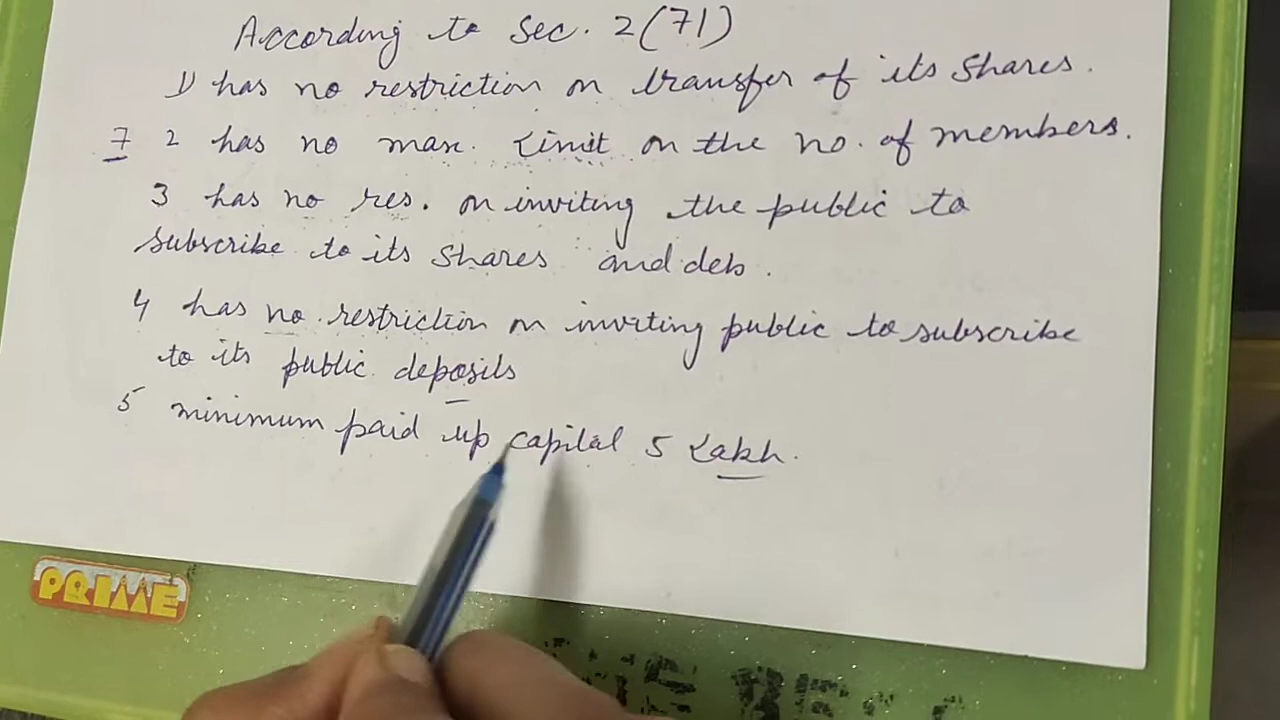 According to Sec. 2(71)
1) has no restriction on transfer of its Shares.
7 2 has no max. Limit on the no. of members.
3 has no res. on inviting the public to
subscribe to its Shares and deb.
4 has no restriction on inviting public to subscribe
to its public deposits
5 minimum paid up capital 5 Lakh.
PRIME